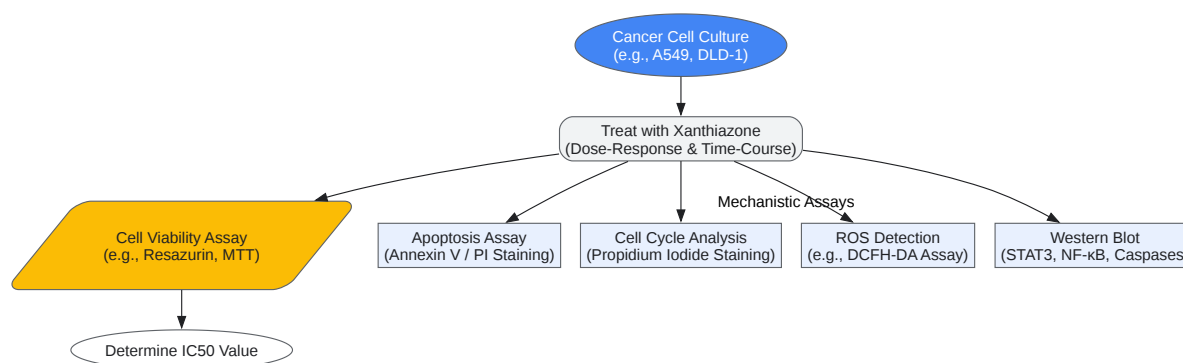 Cancer Cell Culture
(e.g., A549, DLD-1)
Treat with Xanthiazone
(Dose-Response & Time-Course)
Mechanistic Assays
Cell Viability Assay
(e.g., Resazurin, MTT)
Apoptosis Assay
(Annexin V / PI Staining)
Cell Cycle Analysis
(Propidium Iodide Staining)
ROS Detection
(e.g., DCFH-DA Assay)
Western Blot
(STAT3, NF-κB, Caspases
Determine IC50 Value